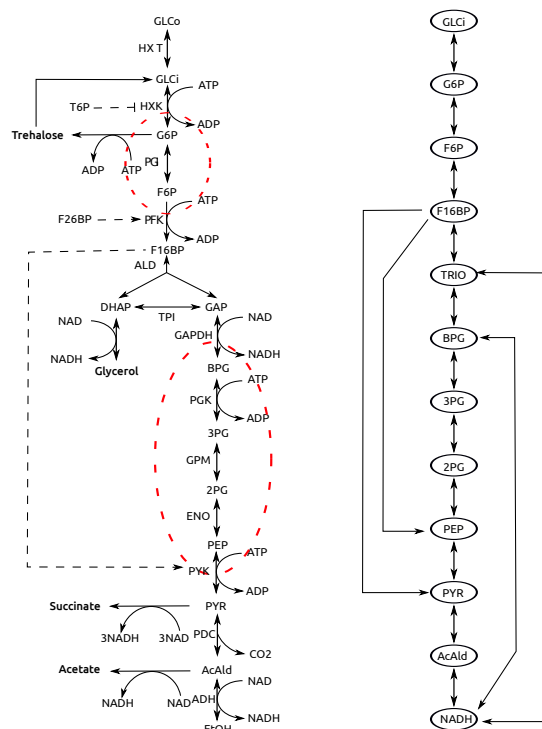 GLCo
HXT
GLCi
ATP
T6P
HXK
ADP
Trehalose
G6P
ADP
ATP
PGI
F6P
ATP
F26BP
PFK
ADP
F16BP
ALD
DHAP
GAP
TPI
NAD
GAPDH
NAD
NADH
NADH
Glycerol
BPG
ATP
PGK
ADP
3PG
GPM
2PG
ENO
PEP
ATP
PYK
ADP
Succinate
PYR
3NADH
3NAD
PDC
CO2
Acetate
AcAld
NAD
NADH
NAD
ADH
NADH
EtOH
GLCi
G6P
F6P
F16BP
TRIO
BPG
3PG
2PG
PEP
PYR
AcAld
NADH